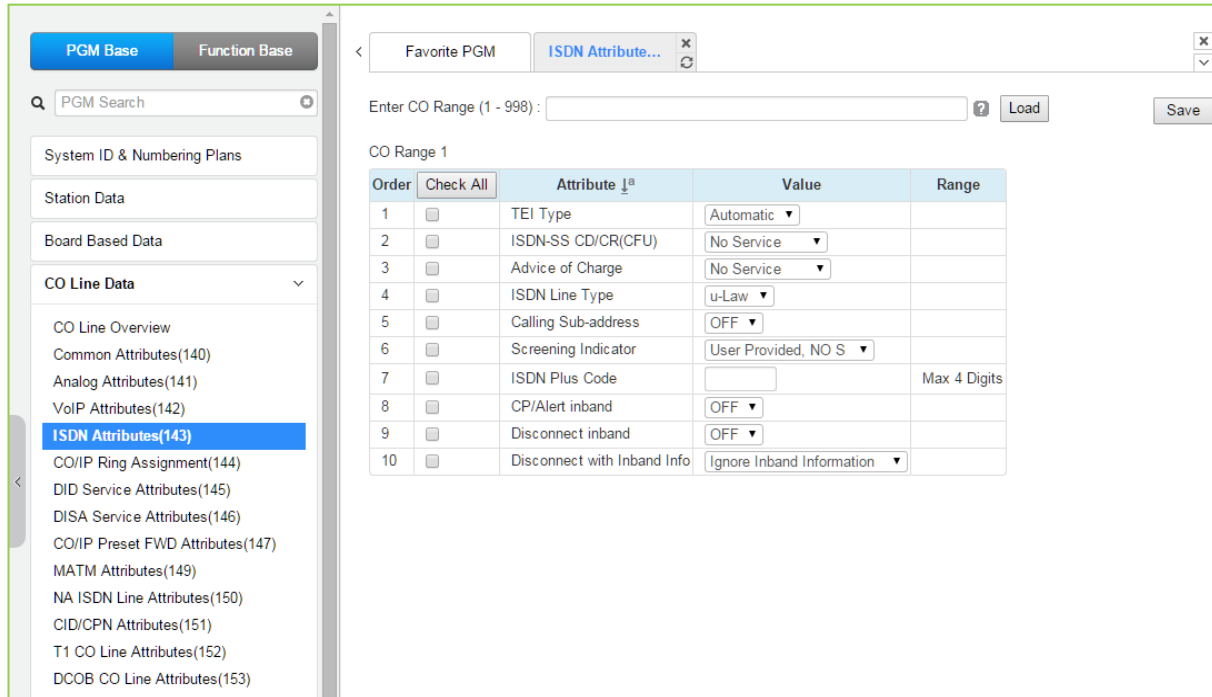 PGM Base Function Base
PGM Search
System ID & Numbering Plans
Station Data
Board Based Data
CO Line Data
CO Line Overview
Common Attributes(140)
Analog Attributes(141)
VoIP Attributes(142)
ISDN Attributes(143)
CO/IP Ring Assignment(144)
DID Service Attributes(145)
DISA Service Attributes(146)
CO/IP Preset FWD Attributes(147)
MATM Attributes(149)
NA ISDN Line Attributes(150)
CID/CPN Attributes(151)
T1 CO Line Attributes(152)
DCOB CO Line Attributes(153)
Favorite PGM ISDN Attribute...
Enter CO Range (1 - 998) : ? Load Save
CO Range 1
Order Check All Attribute Value Range
1 TEI Type Automatic
2 ISDN-SS CD/CR(CFU) No Service
3 Advice of Charge No Service
4 ISDN Line Type u-Law
5 Calling Sub-address OFF
6 Screening Indicator User Provided, NO S
7 ISDN Plus Code Max 4 Digits
8 CP/Alert inband OFF
9 Disconnect inband OFF
10 Disconnect with Inband Info Ignore Inband Information